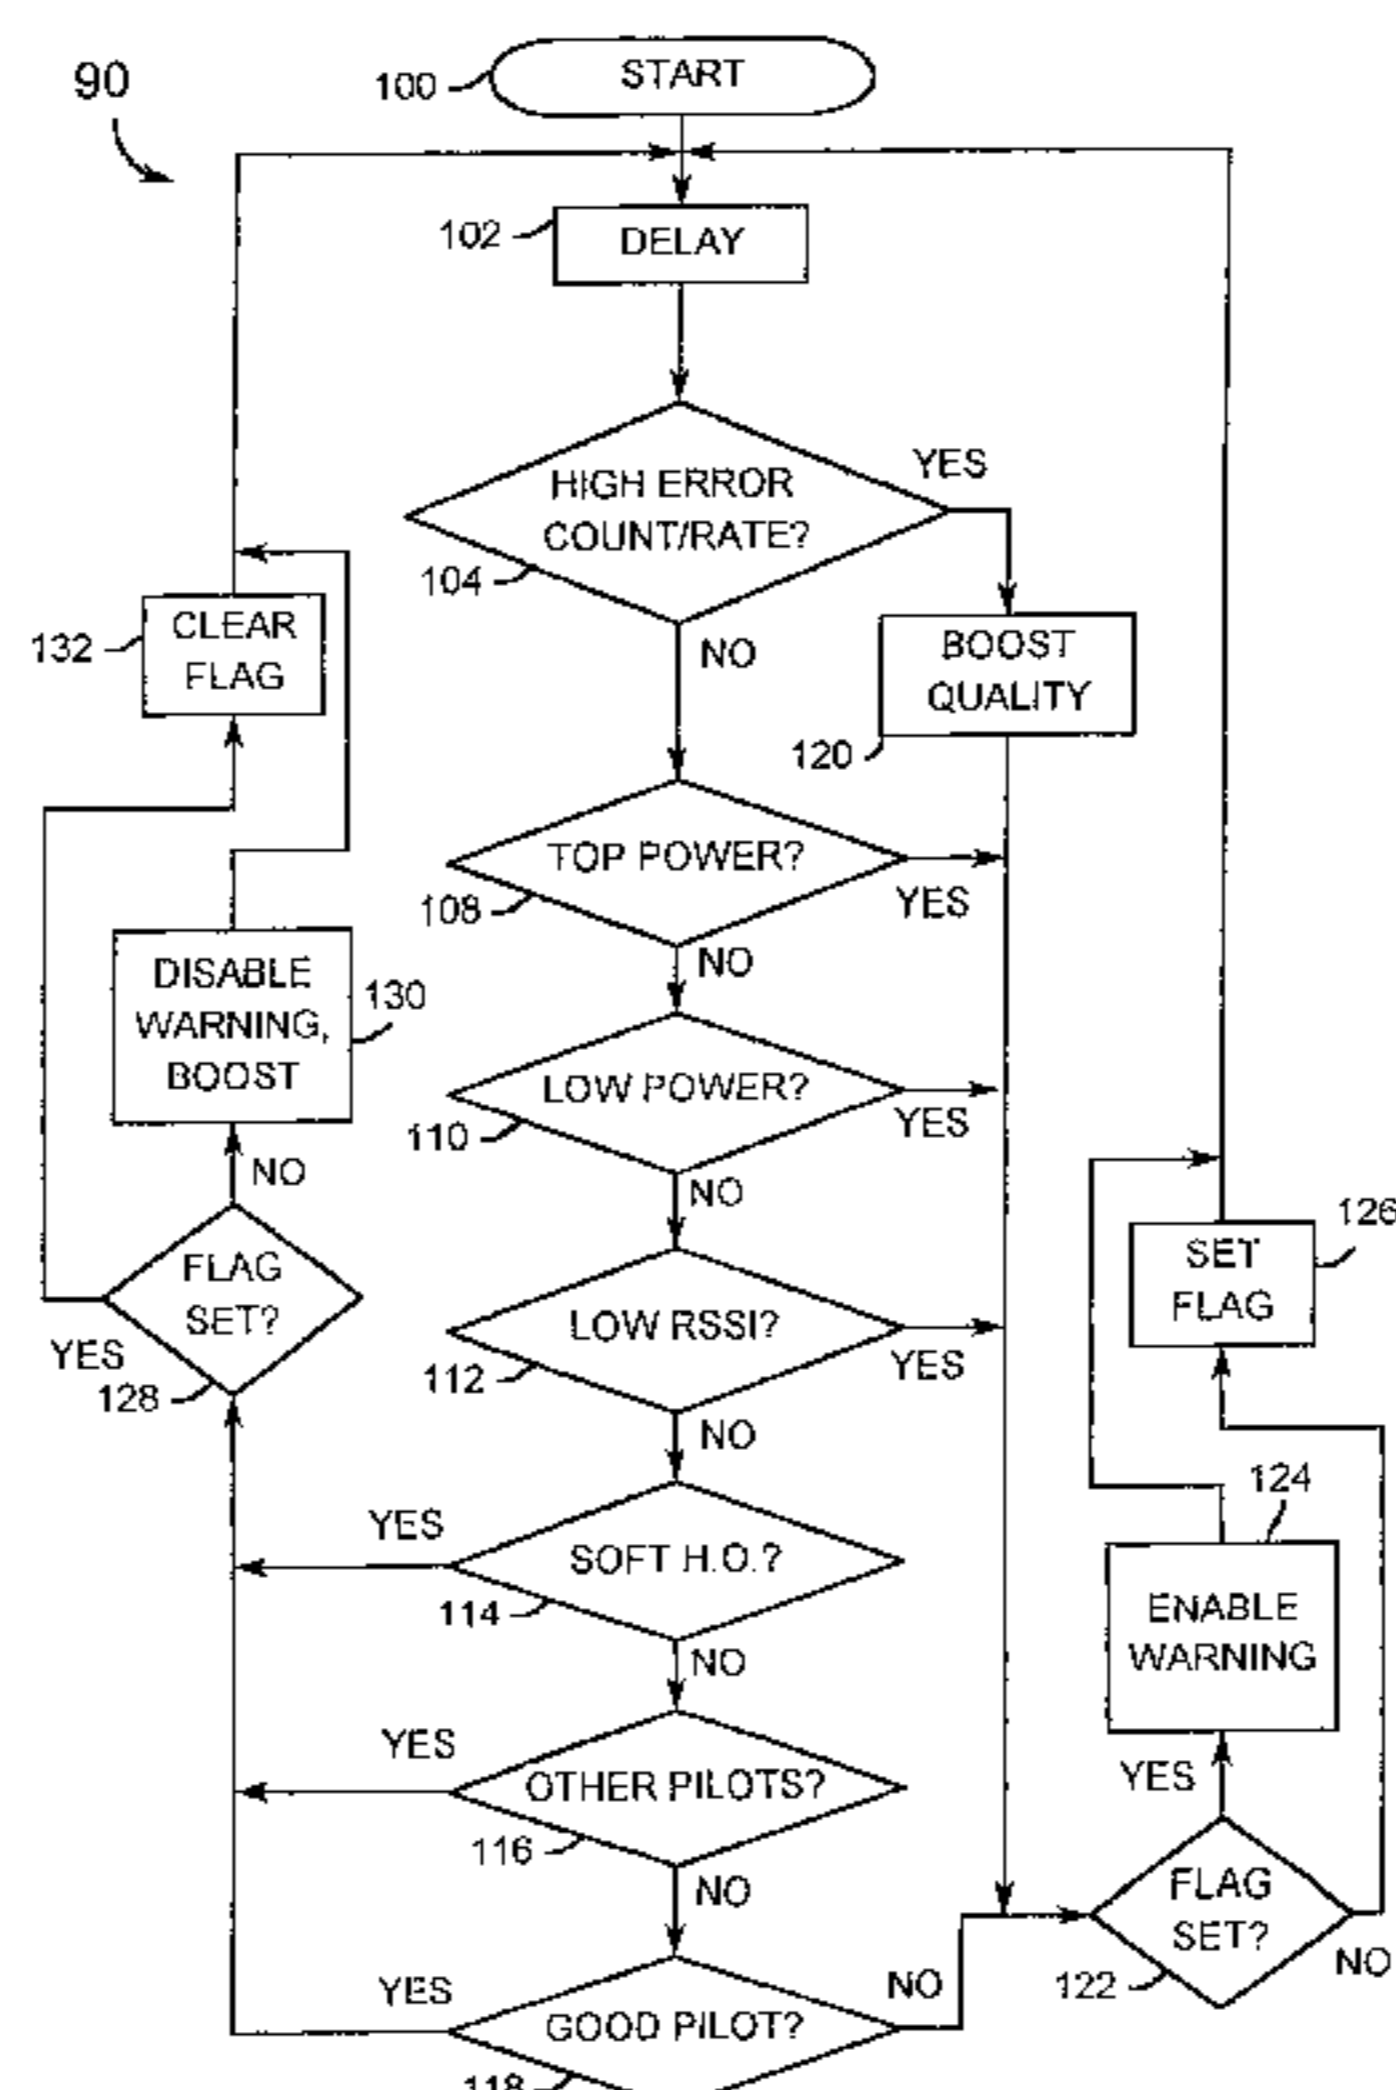 90
100
START
102
DELAY
HIGH ERROR
COUNT/RATE?
YES
104
NO
132
CLEAR
FLAG
BOOST
QUALITY
120
TOP POWER?
108
YES
NO
DISABLE
WARNING,
BOOST
130
LOW POWER?
110
YES
NO
NO
FLAG
SET?
YES
128
LOW RSSI?
112
YES
NO
126
SET
FLAG
YES
SOFT H.O.?
114
NO
124
ENABLE
WARNING
YES
OTHER PILOTS?
116
NO
YES
FLAG
SET?
122
NO
YES
GOOD PILOT?
NO
118